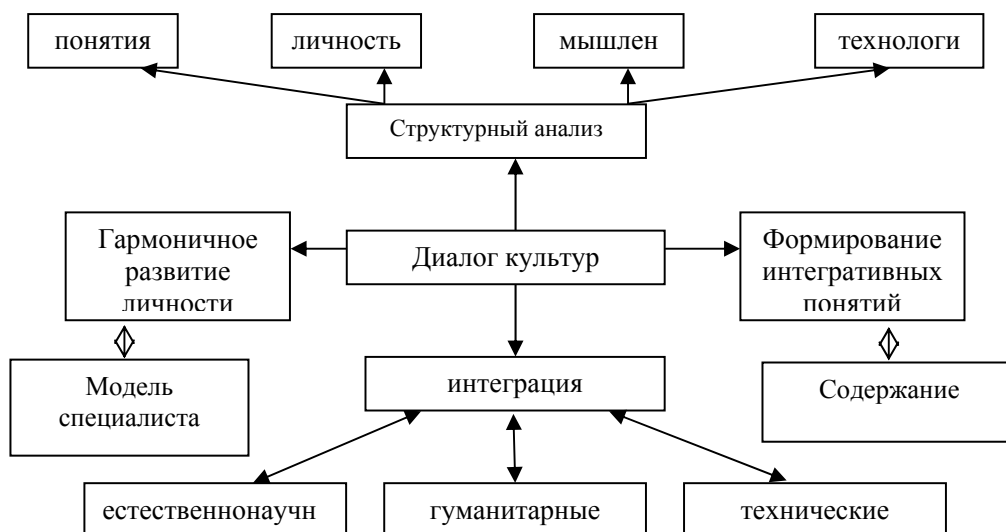 понятия
личность
мышлен
технологи
Структурный анализ
Гармоничное
развитие
личности
Диалог культур
Формирование
интегративных
понятий
Модель
специалиста
интеграция
Содержание
естественнонаучн
гуманитарные
технические